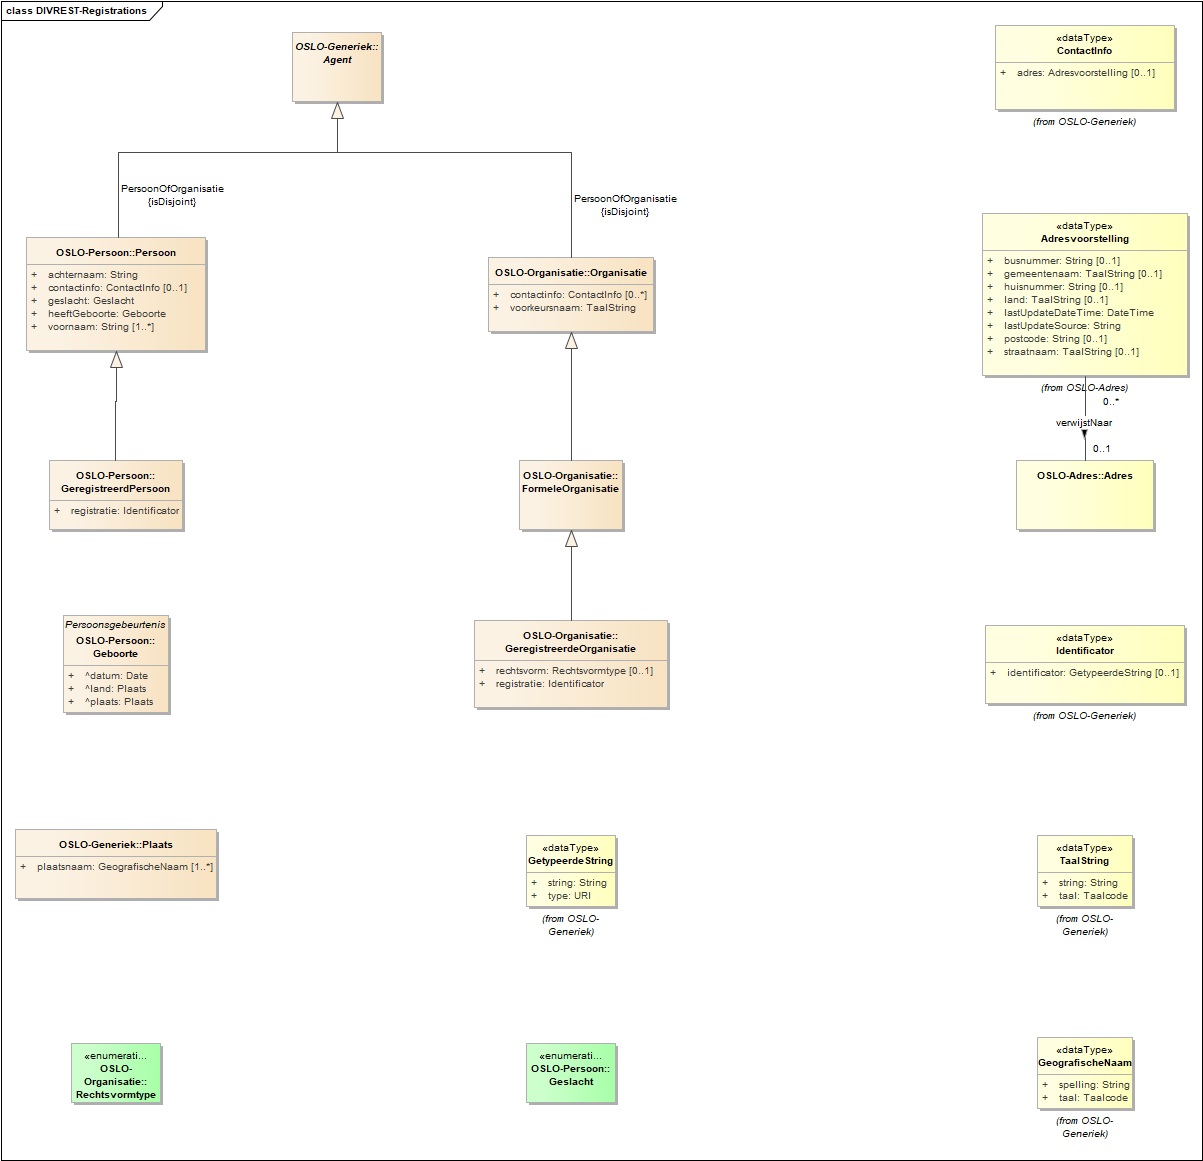 class DIVREST-Registrations
OSLO-Generiek::
Agent
«dataType»
ContactInfo
+ adres: Adresvoorstelling [0..1]
(from OSLO-Generiek)
PersoonOfOrganisatie
{isDisjoint}
PersoonOfOrganisatie
{isDisjoint}
OSLO-Persoon::Persoon
+ achternaam: String
+ contactinfo: ContactInfo [0..1]
+ geslacht: Geslacht
+ heeftGeboorte: Geboorte
+ voornaam: String [1..*]
OSLO-Organisatie::Organisatie
+ contactinfo: ContactInfo [0..*]
+ voorkeursnaam: TaalString
«dataType»
Adresvoorstelling
+ busnummer: String [0..1]
+ gemeentenaam: TaalString [0..1]
+ huisnummer: String [0..1]
+ land: TaalString [0..1]
+ lastUpdateDateTime: DateTime
+ lastUpdateSource: String
+ postcode: String [0..1]
+ straatnaam: TaalString [0..1]
(from OSLO-Adres)
0..*
verwijstNaar
0..1
OSLO-Persoon::
GeregistreerdPersoon
+ registratie: Identificator
OSLO-Organisatie::
FormeleOrganisatie
OSLO-Adres::Adres
Persoonsgebeurtenis
OSLO-Persoon::
Geboorte
+ ^datum: Date
+ ^land: Plaats
+ ^plaats: Plaats
OSLO-Organisatie::
GeregistreerdeOrganisatie
+ rechtsvorm: Rechtsvormtype [0..1]
+ registratie: Identificator
«dataType»
Identificator
+ identificator: GetypeerdeString [0..1]
(from OSLO-Generiek)
OSLO-Generiek::Plaats
+ plaatsnaam: GeografischeNaam [1..*]
«dataType»
GetypeerdeString
+ string: String
+ type: URI
(from OSLO-
Generiek)
«dataType»
TaalString
+ string: String
+ taal: Taalcode
(from OSLO-
Generiek)
«enumerati...
OSLO-
Organisatie::
Rechtsvormtype
«enumerati...
OSLO-Persoon::
Geslacht
«dataType»
GeografischeNaam
+ spelling: String
+ taal: Taalcode
(from OSLO-
Generiek)